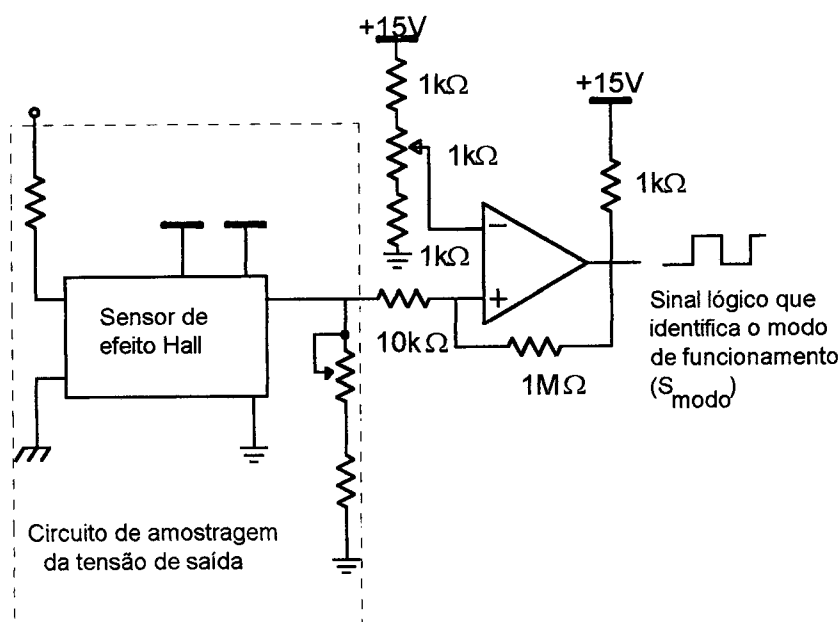 +15V
1kΩ
1kΩ
1kΩ
+15V
1kΩ
Sensor de
efeito Hall
10kΩ
1MΩ
Sinal lógico que
identifica o modo
de funcionamento
(Smodo)
Circuito de amostragem
da tensão de saída